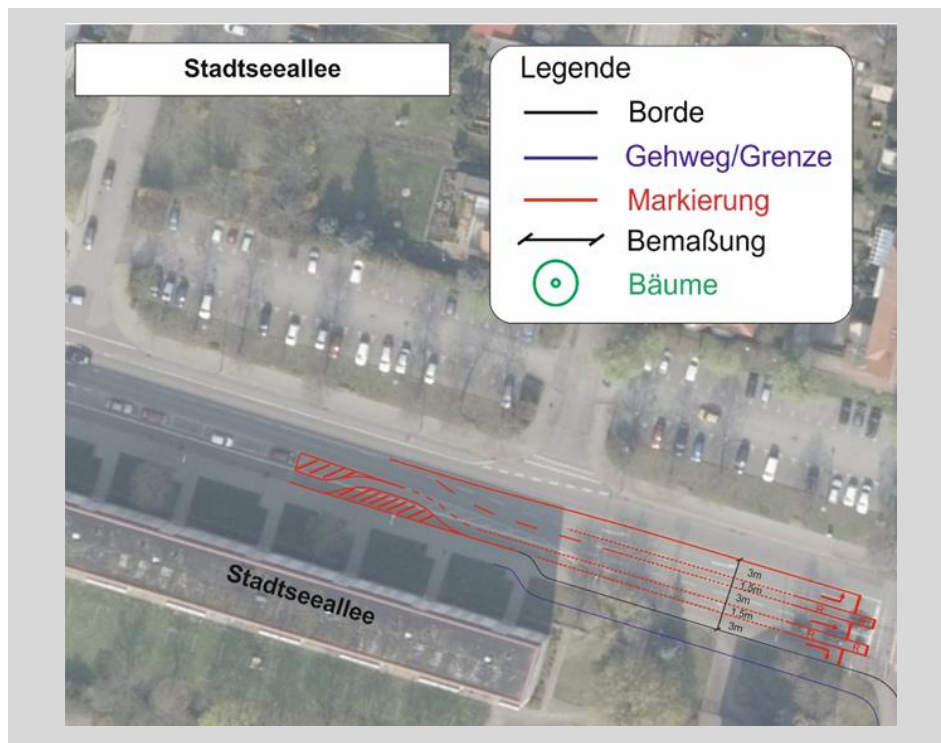 Stadtseeallee
Legende
Borde
Gehweg/Grenze
Markierung
Bemaßung
Bäume
Stadtseeallee
3m
1.5m
3m
1.5m
3m